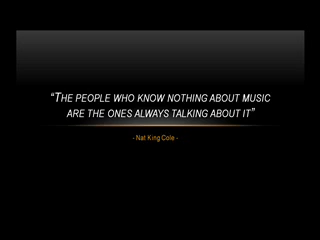 “The people who know nothing about music
are the ones always talking about it”
- Nat King Cole -